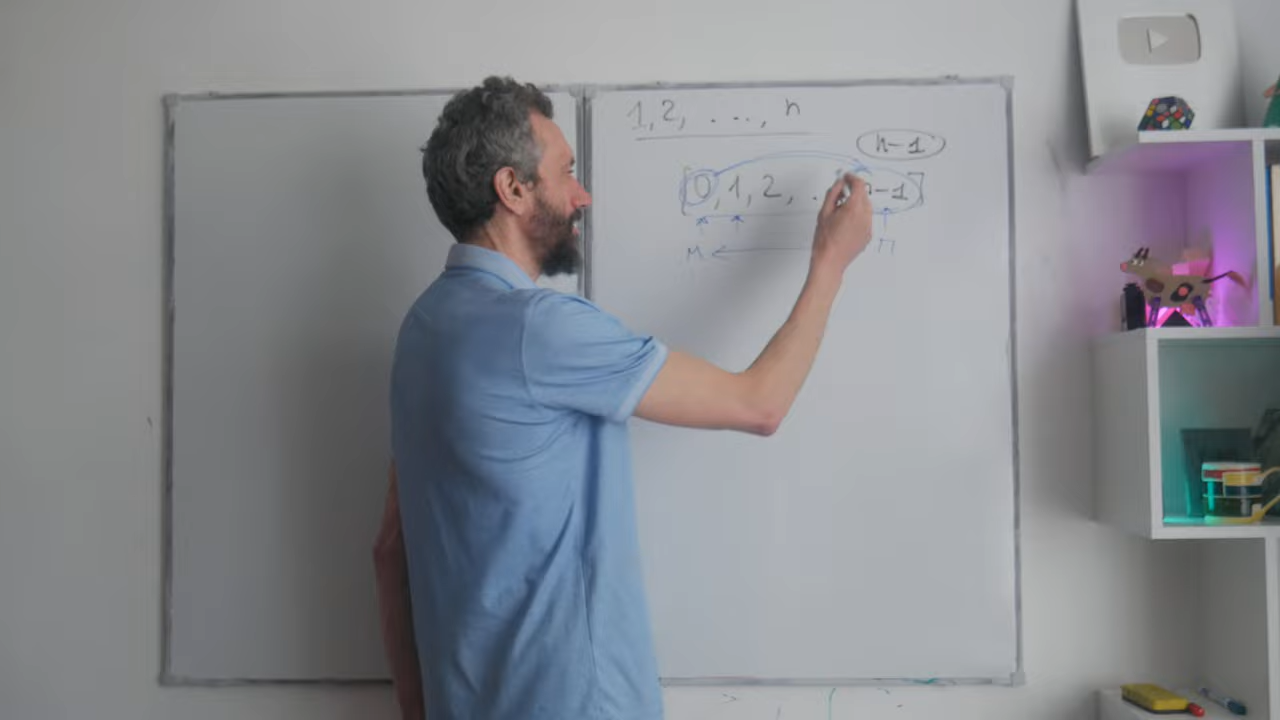 1, 2, ..., n
n-1
[0, 1, 2, . n-1]
М П